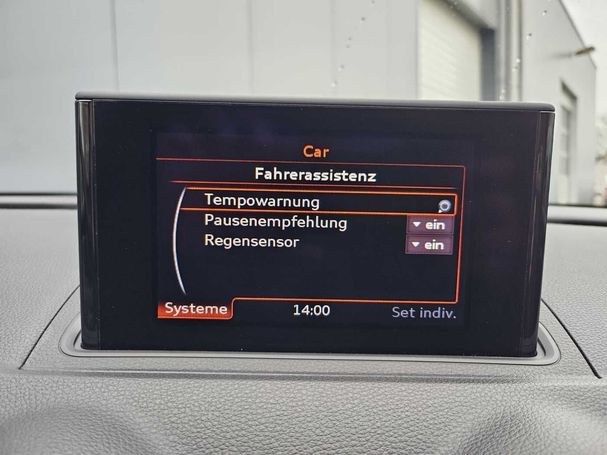 Car
Fahrerassistenz
Tempowarnung
Pausenempfehlung ein
Regensensor ein
Systeme 14:00 Set indiv.